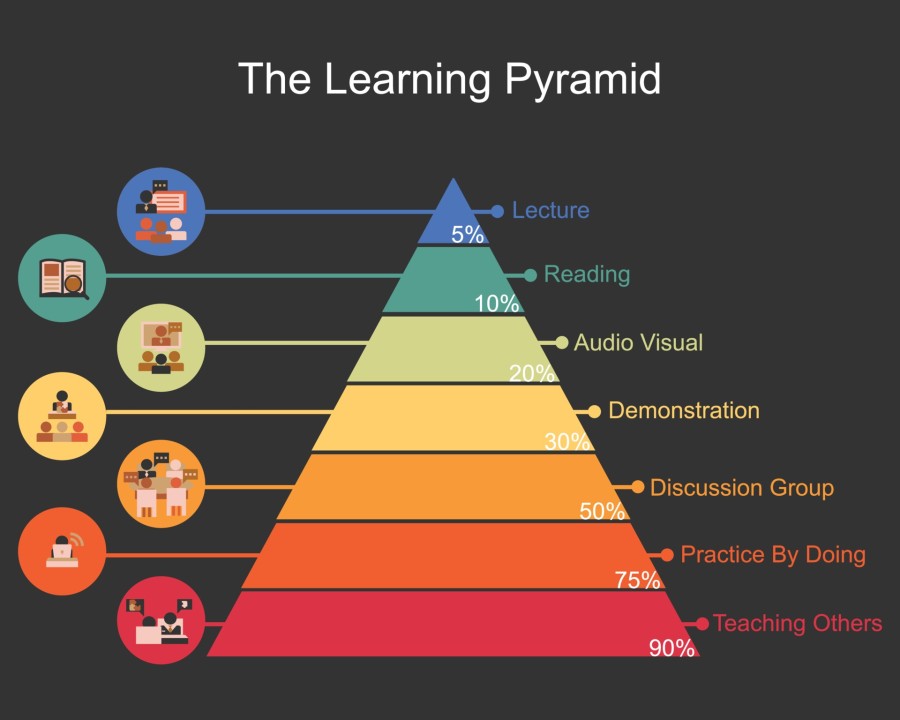 The Learning Pyramid
Lecture
5%
Reading
10%
Audio Visual
20%
Demonstration
30%
Discussion Group
50%
Practice By Doing
75%
Teaching Others
90%